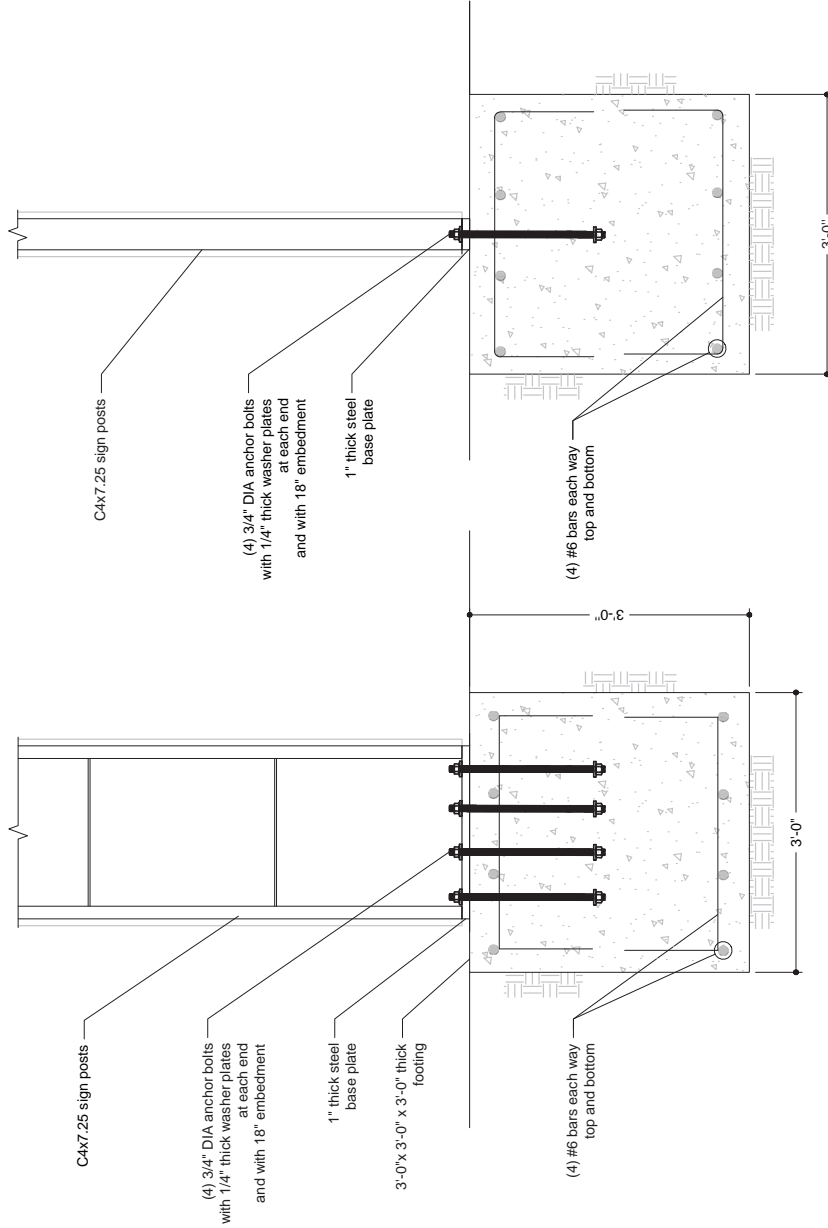 C4x7.25 sign posts
(4) 3/4" DIA anchor bolts
with 1/4" thick washer plates
at each end
and with 18" embedment
1" thick steel
base plate
3'-0"x 3'-0" x 3'-0" thick
footing
(4) #6 bars each way
top and bottom
3'-0"
3'-0"
C4x7.25 sign posts
(4) 3/4" DIA anchor bolts
with 1/4" thick washer plates
at each end
and with 18" embedment
1" thick steel
base plate
(4) #6 bars each way
top and bottom
3'-0"